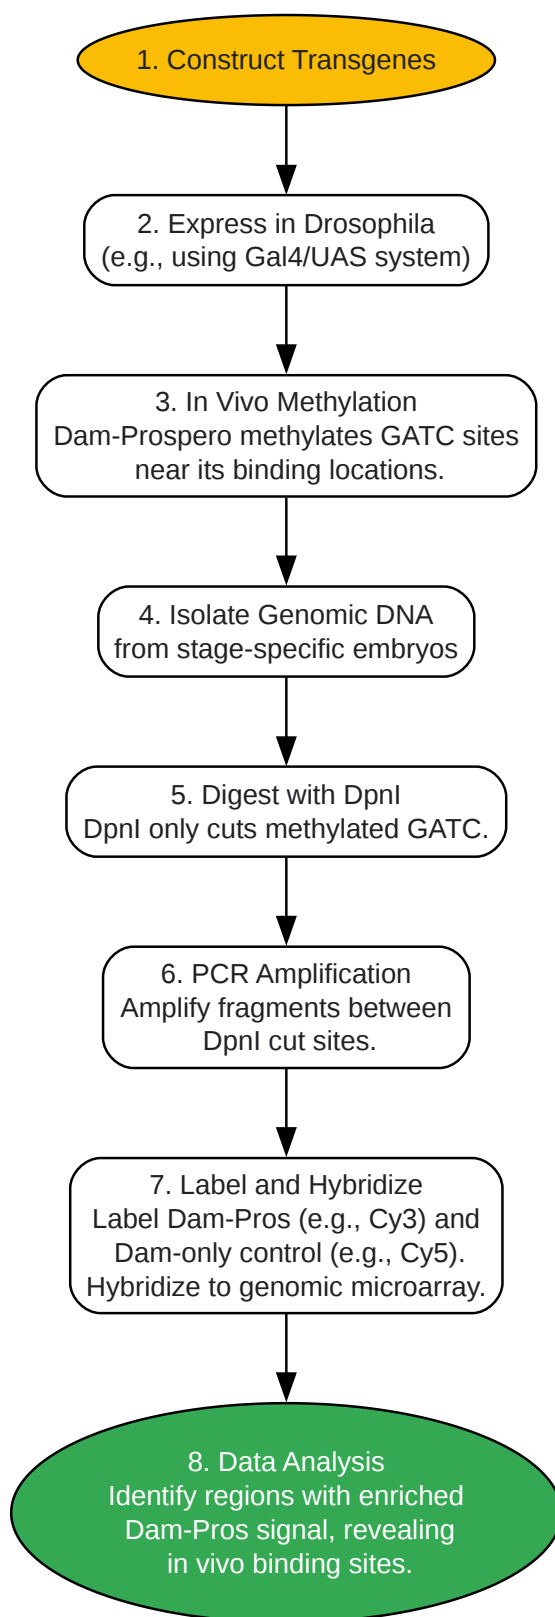 1. Construct Transgenes
2. Express in Drosophila
(e.g., using Gal4/UAS system)
3. In Vivo Methylation
Dam-Prospero methylates GATC sites
near its binding locations.
4. Isolate Genomic DNA
from stage-specific embryos
5. Digest with DpnI
DpnI only cuts methylated GATC.
6. PCR Amplification
Amplify fragments between
DpnI cut sites.
7. Label and Hybridize
Label Dam-Pros (e.g., Cy3) and
Dam-only control (e.g., Cy5).
Hybridize to genomic microarray.
8. Data Analysis
Identify regions with enriched
Dam-Pros signal, revealing
in vivo binding sites.